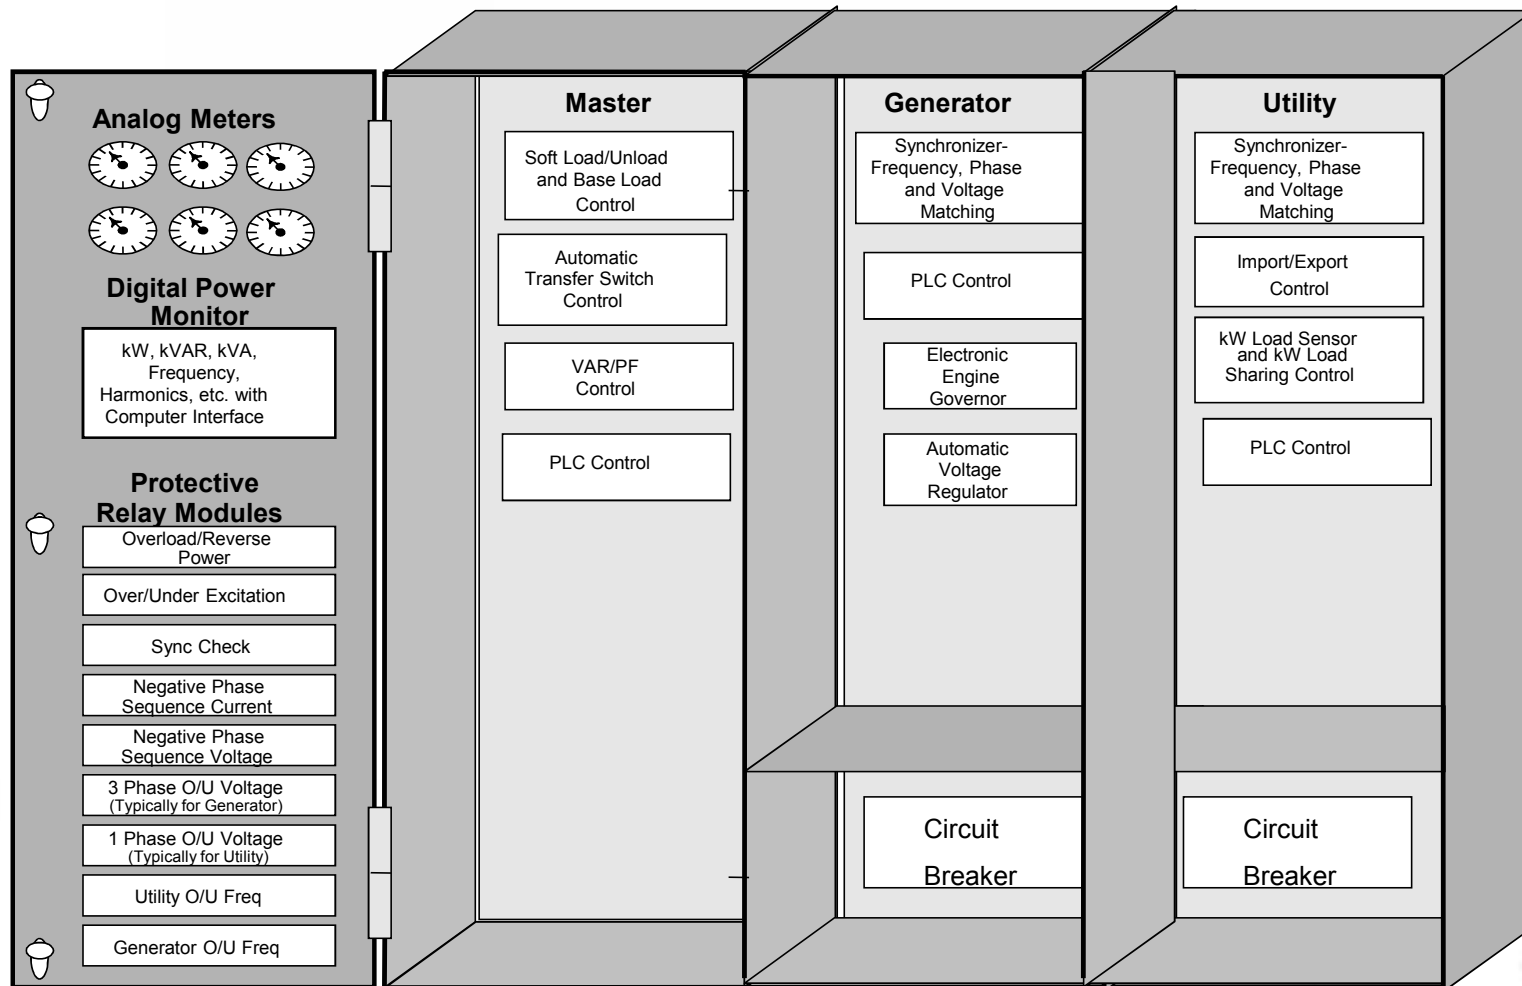 Analog Meters
Digital Power
Monitor
kW, kVAR, kVA,
Frequency,
Harmonics, etc. with
Computer Interface
Protective
Relay Modules
Overload/Reverse
Power
Over/Under Excitation
Sync Check
Negative Phase
Sequence Current
Negative Phase
Sequence Voltage
3 Phase O/U Voltage
(Typically for Generator)
1 Phase O/U Voltage
(Typically for Utility)
Utility O/U Freq
Generator O/U Freq
Master
Soft Load/Unload
and Base Load
Control
Automatic
Transfer Switch
Control
VAR/PF
Control
PLC Control
Generator
Synchronizer-
Frequency, Phase
and Voltage
Matching
PLC Control
Electronic
Engine
Governor
Automatic
Voltage
Regulator
Circuit
Breaker
Utility
Synchronizer-
Frequency, Phase
and Voltage
Matching
Import/Export
Control
kW Load Sensor
and kW Load
Sharing Control
PLC Control
Circuit
Breaker